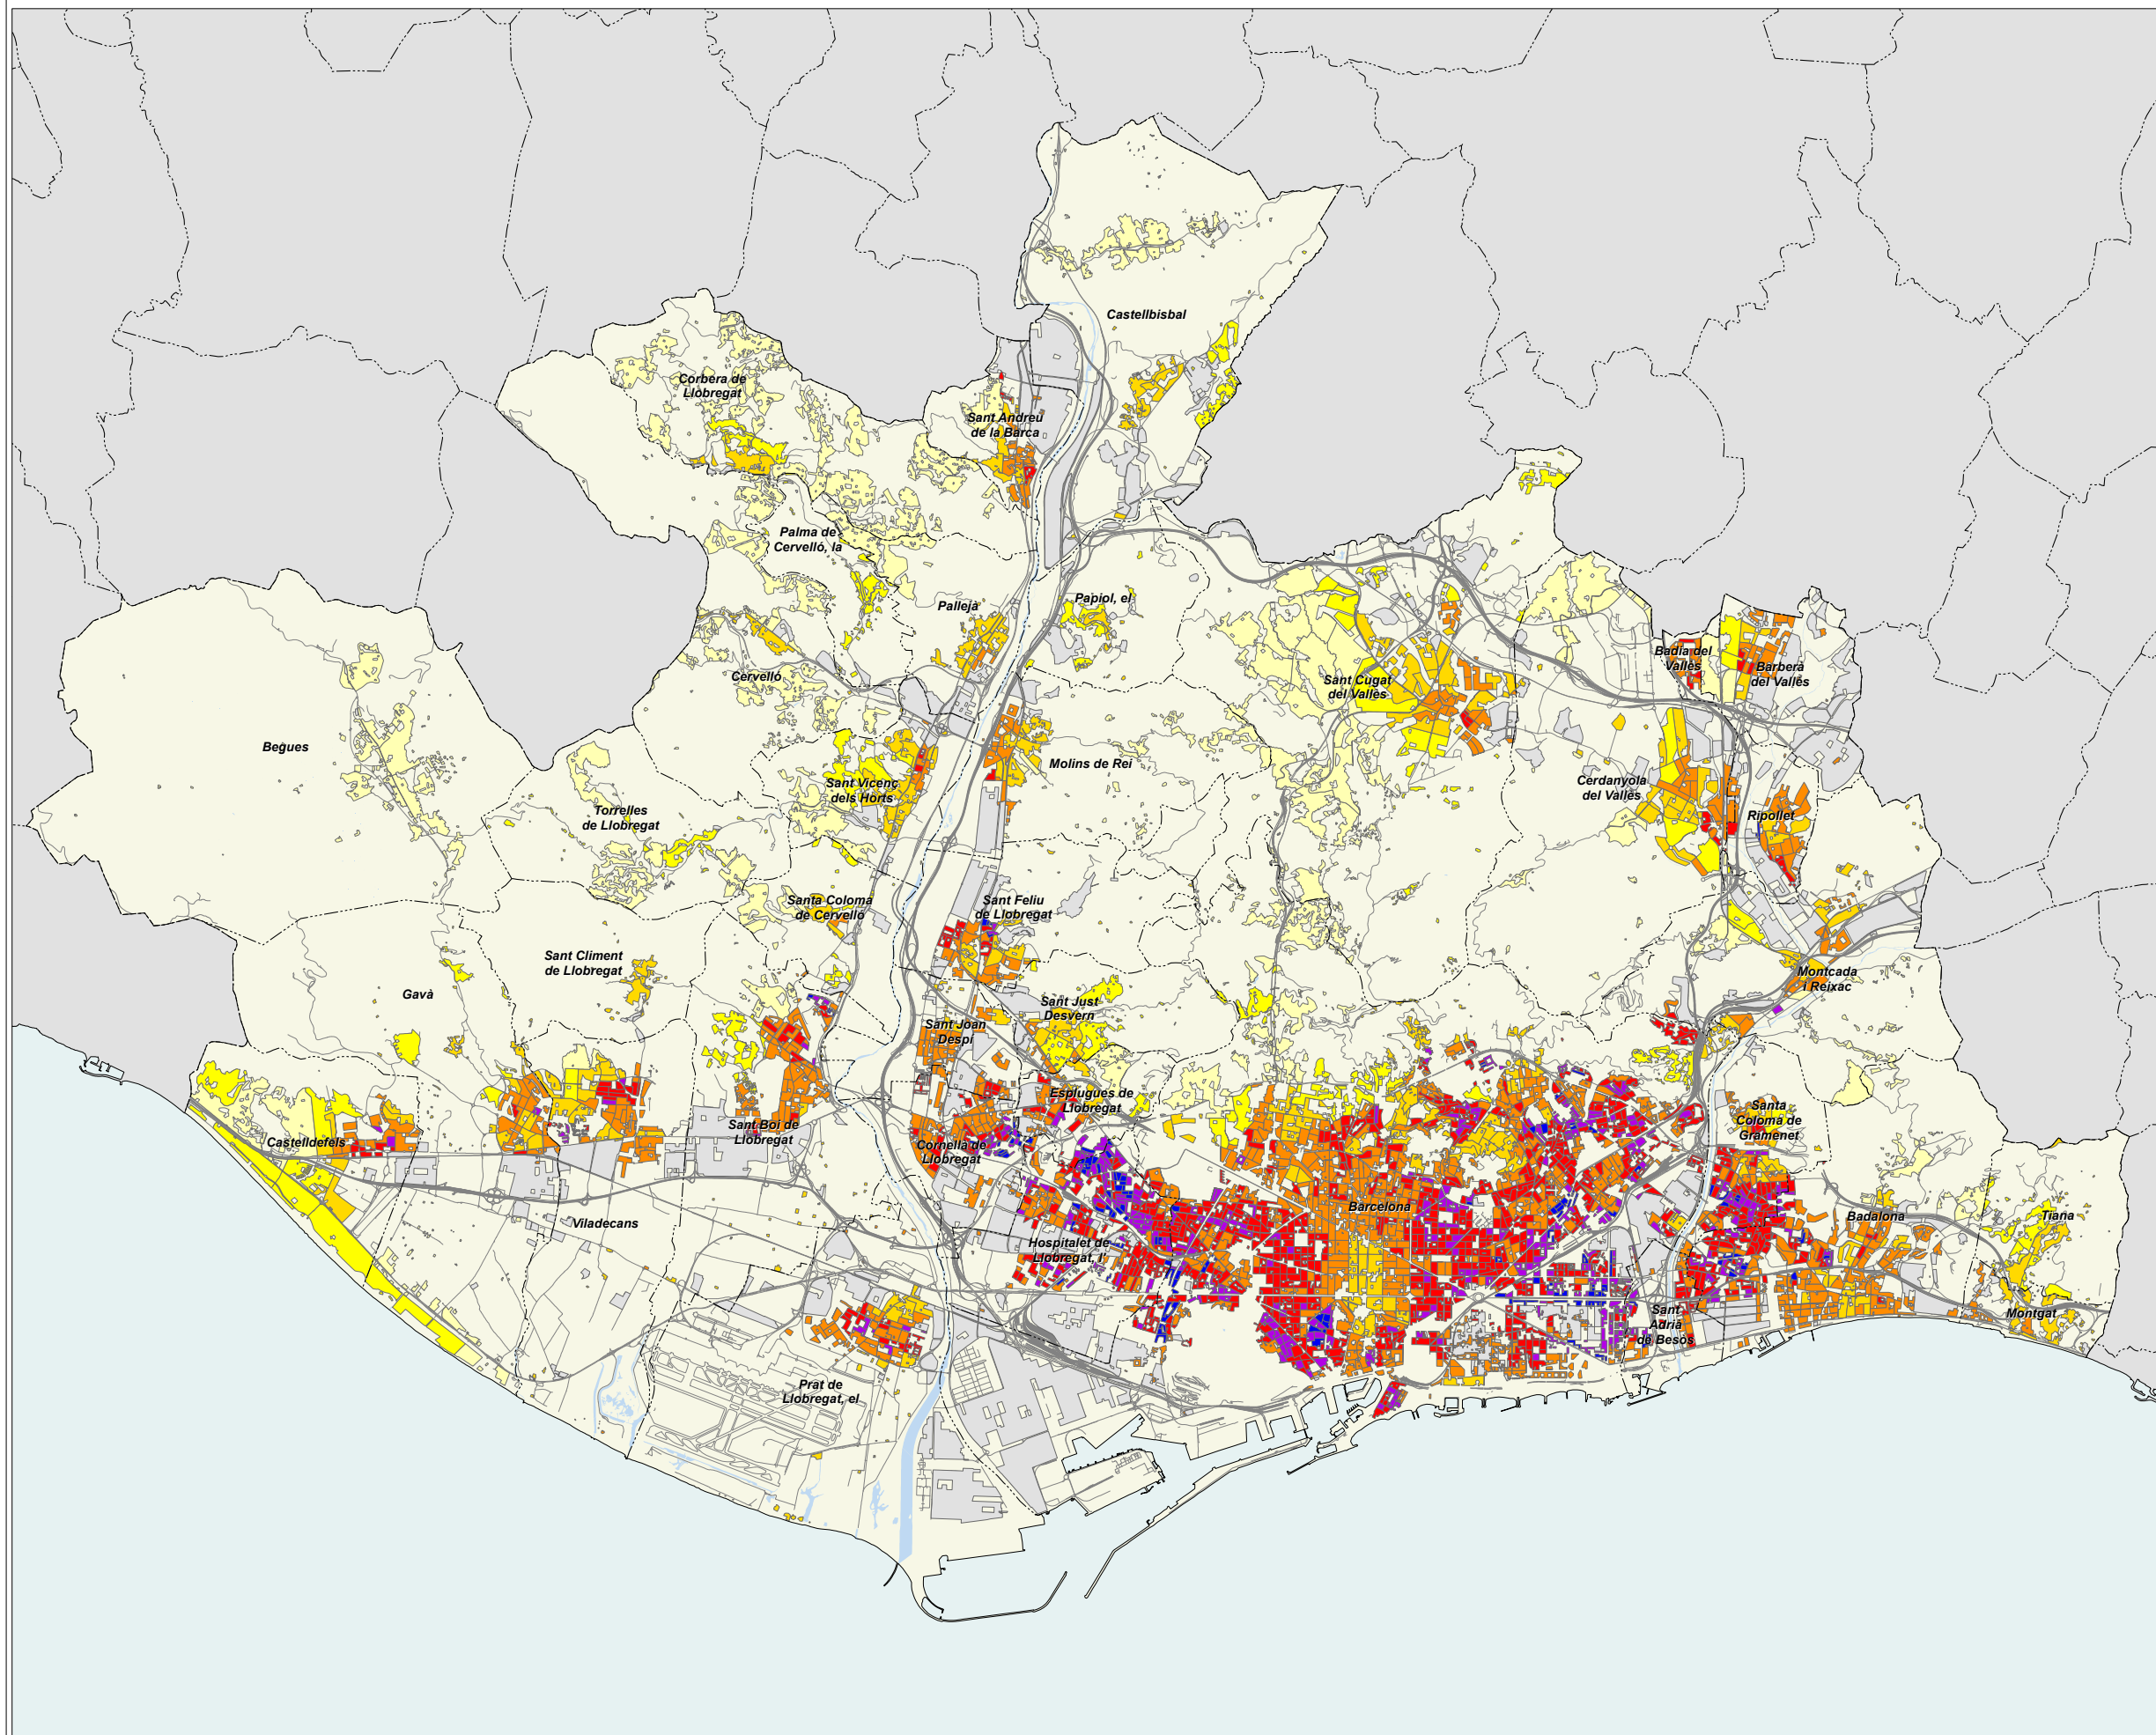 Castellbisbal
Corbera de
Llobregat
Sant Andreu
de la Barca
Palma de
Cervelló, la
Pallejà
Papiol, el
Badia del
Vallès
Barberà
del Vallès
Sant Cugat
del Vallès
Cervelló
Begues
Molins de Rei
Sant Vicenç
dels Horts
Cerdanyola
del Vallès
Torrelles
de Llobregat
Ripollet
Santa Coloma
de Cervelló
Sant Feliu
de Llobregat
Sant Climent
de Llobregat
Gavà
Montcada
i Reixac
Sant Just
Desvern
Sant Joan
Despí
Esplugues de
Llobregat
Santa
Coloma de
Gramenet
Sant Boi de
Llobregat
Castelldefels
Cornellà de
Llobregat
Barcelona
Badalona
Tiana
Viladecans
Hospitalet de
Llobregat, l'
Montgat
Sant
Adrià
de Besòs
Prat de
Llobregat, el